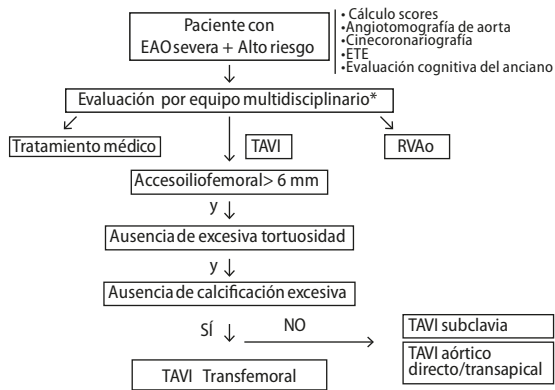 Paciente con
EAO severa + Alto riesgo
• Cálculo scores
• Angiotomografía de aorta
• Cinecoronariografía
• ETE
• Evaluación cognitiva del anciano
Evaluación por equipo multidisciplinario*
Tratamiento médico
TAVI
RVAo
Acceso iliofemoral > 6 mm
y
Ausencia de excesiva tortuosidad
y
Ausencia de calcificación excesiva
SÍ
NO
TAVI subclavia
TAVI aórtico
directo/transapical
TAVI Transfemoral